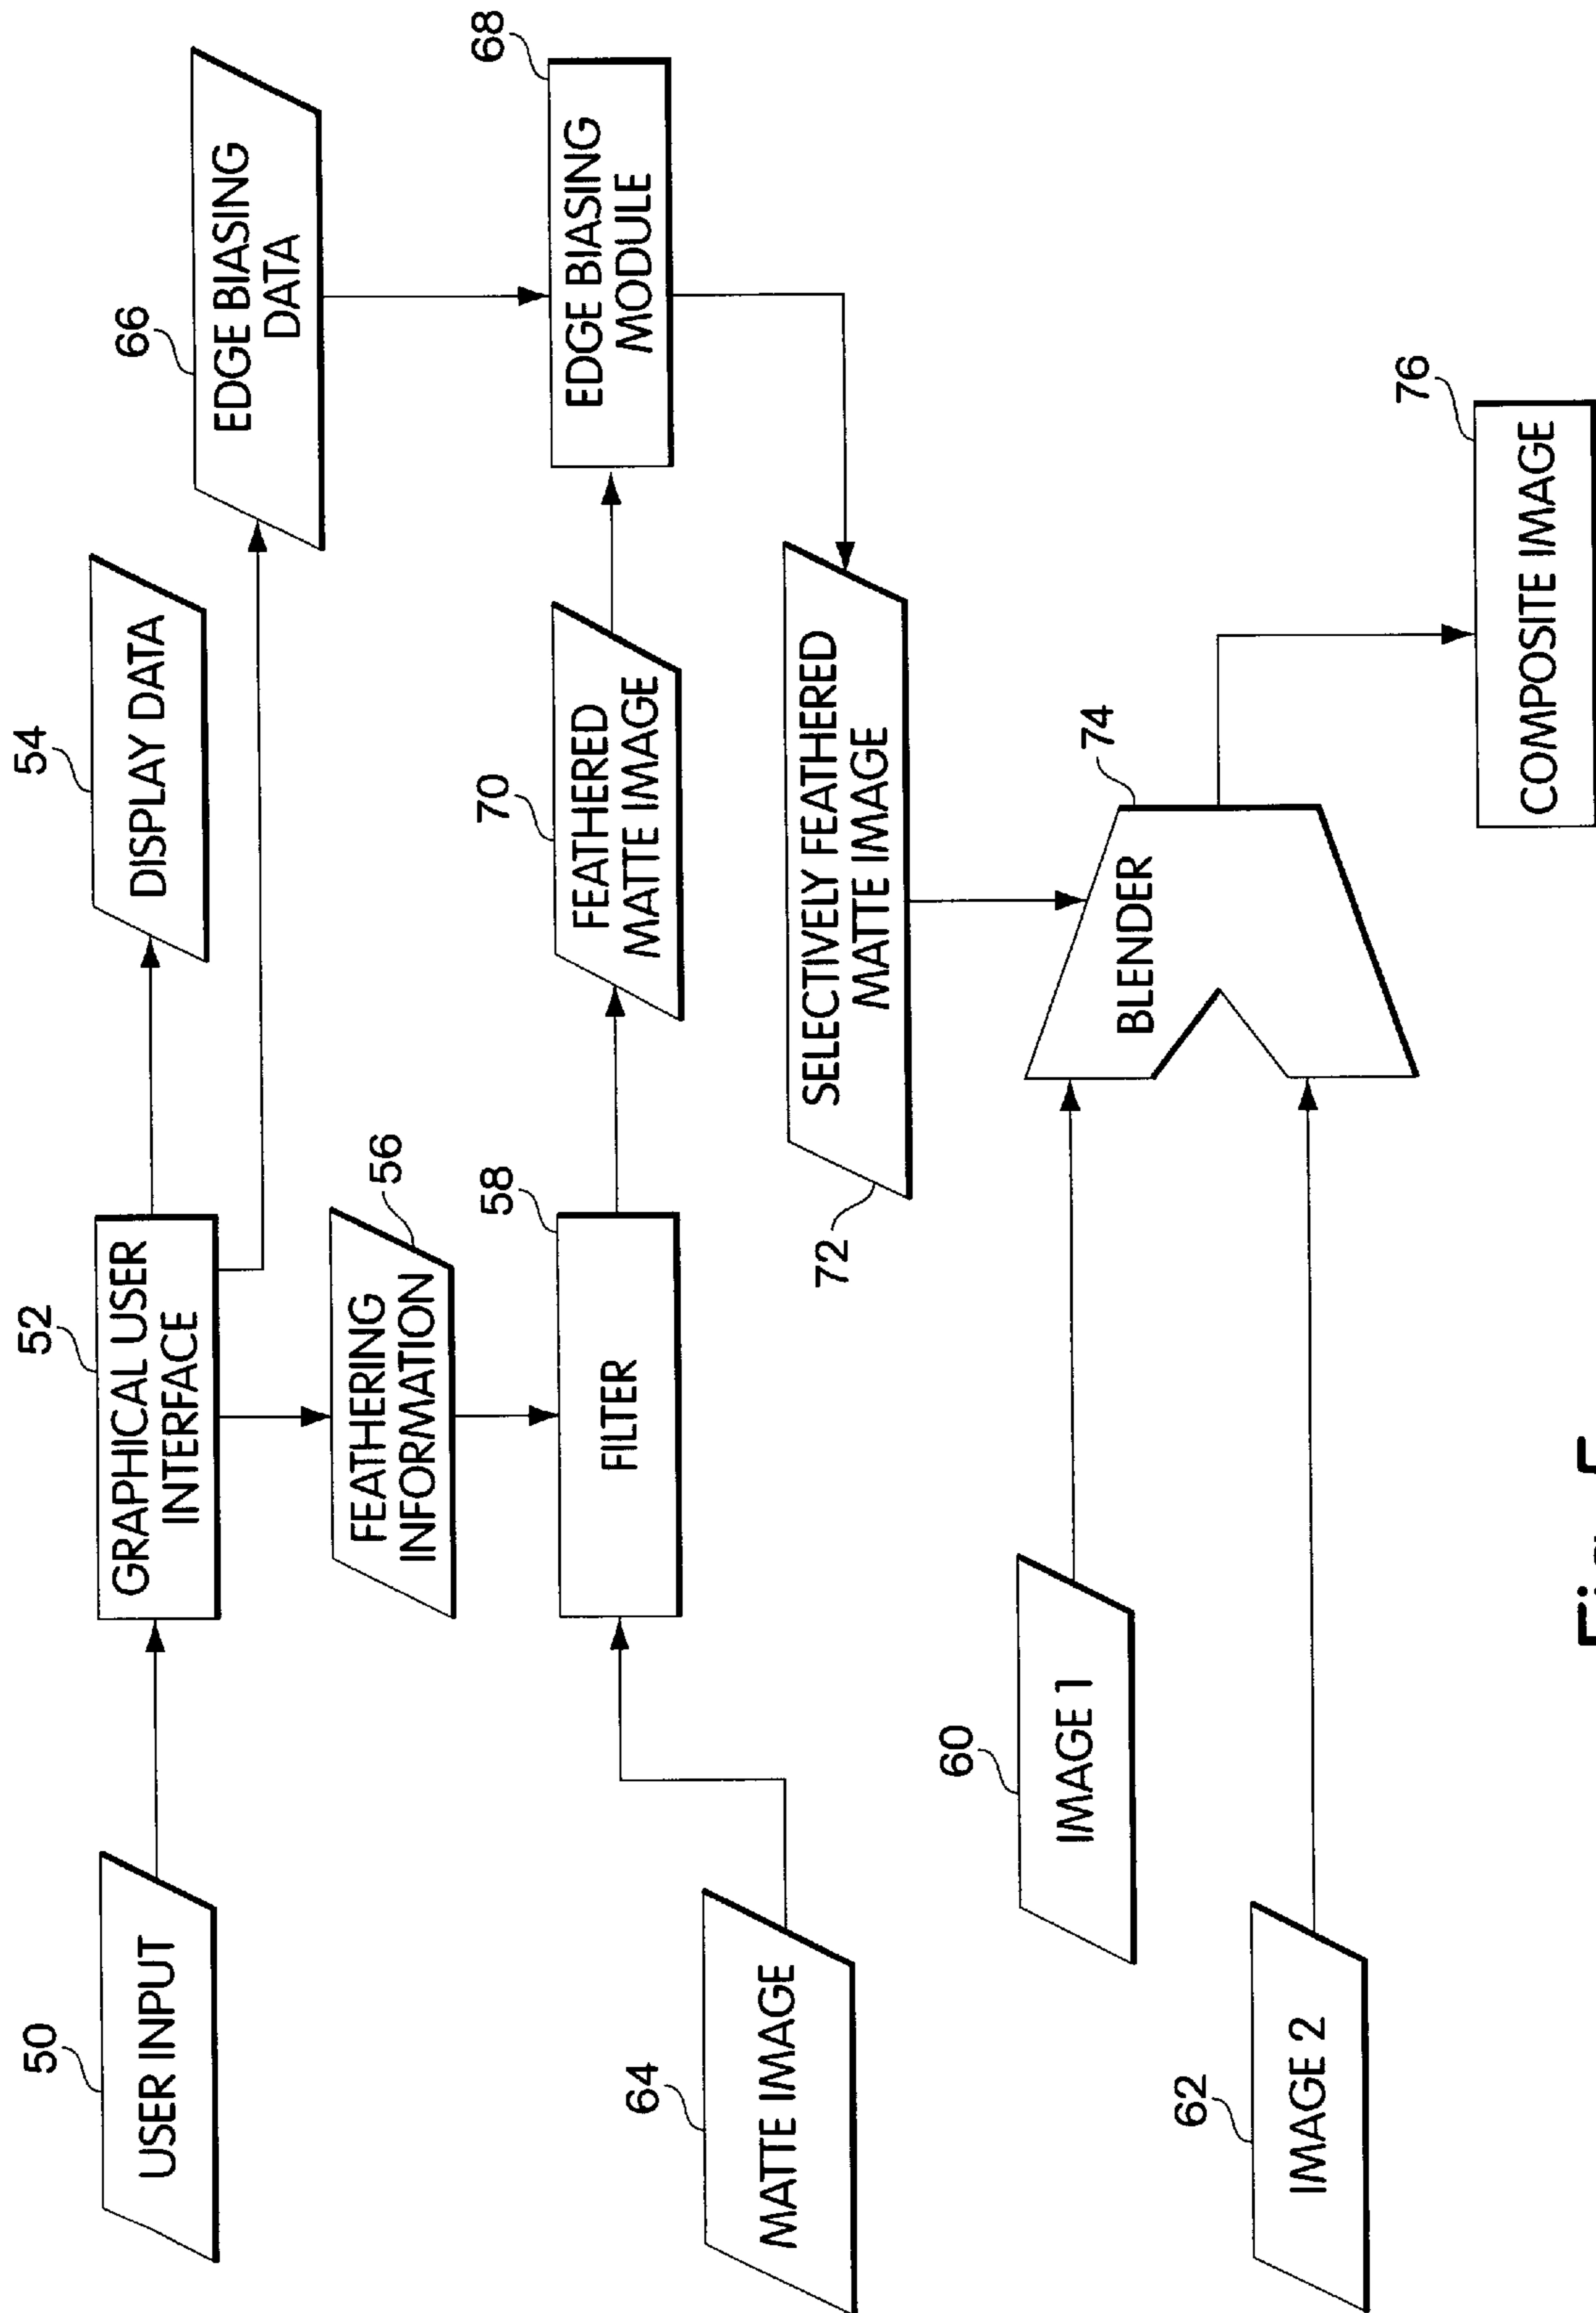 50
USER INPUT
52
GRAPHICAL USER
INTERFACE
54
DISPLAY DATA
66
EDGE BIASING
DATA
56
FEATHERING
INFORMATION
58
FILTER
70
FEATHERED
MATTE IMAGE
68
EDGE BIASING
MODULE
64
MATTE IMAGE
72
SELECTIVELY FEATHERED
MATTE IMAGE
60
IMAGE 1
74
BLENDER
62
IMAGE 2
76
COMPOSITE IMAGE